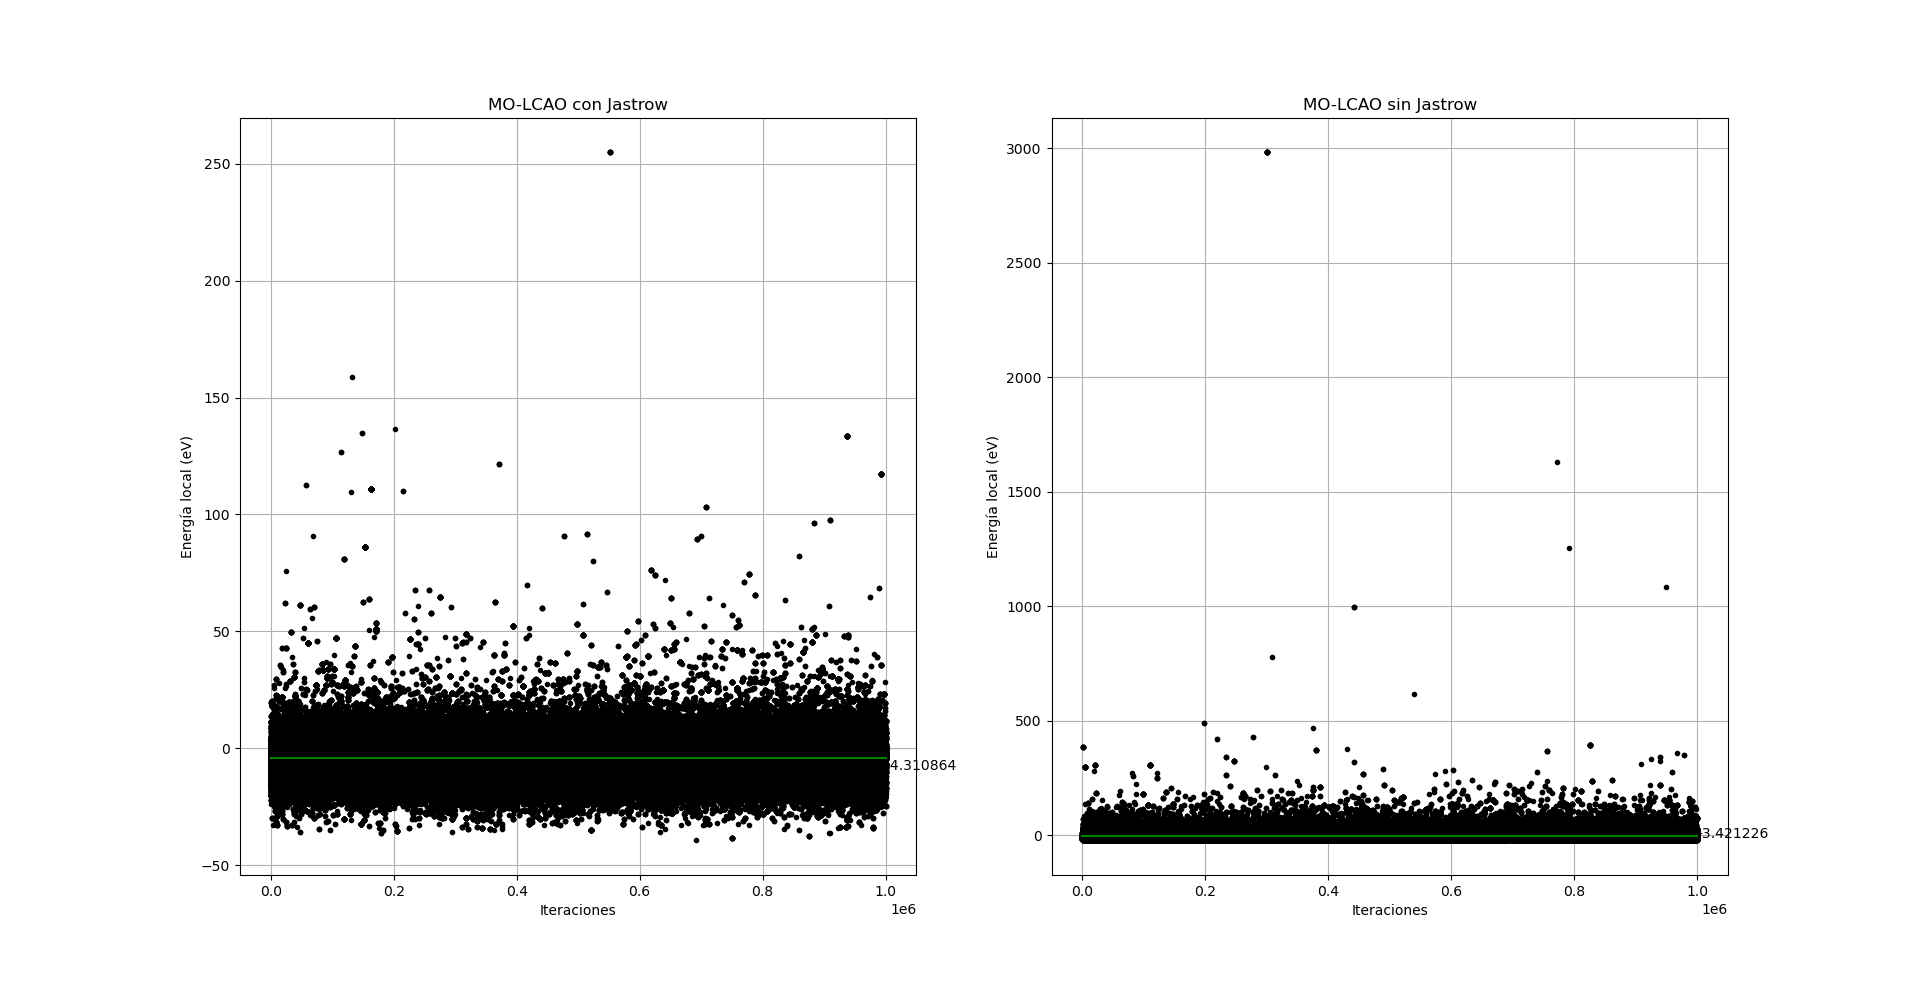 MO-LCAO con Jastrow
MO-LCAO sin Jastrow
Energía local (eV)
250
200
150
100
50
0
−50
4.310864
0.0 0.2 0.4 0.6 0.8 1.0
1e6
Iteraciones
Energía local (eV)
3000
2500
2000
1500
1000
500
0
3.421226
0.0 0.2 0.4 0.6 0.8 1.0
1e6
Iteraciones